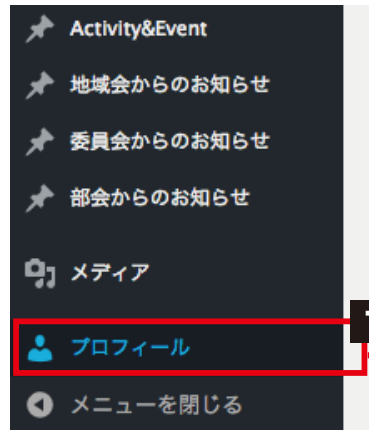 Activity&Event
地域会からのお知らせ
委員会からのお知らせ
部会からのお知らせ
メディア
プロフィール
メニューを閉じる